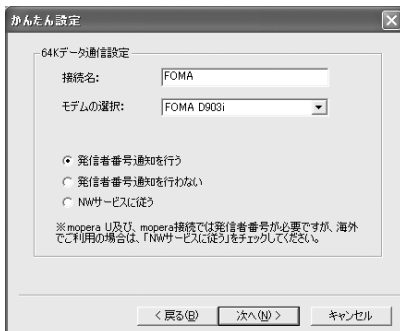 かんたん設定
64Kデータ通信設定
接続名: FOMA
モデムの選択: FOMA D903i
発信者番号通知を行う
発信者番号通知を行わない
NWサービスに従う
※mopera U及び、mopera接続では発信者番号が必要ですが、海外
でご利用の場合は、「NWサービスに従う」をチェックしてください。
< 戻る(B) 次へ(N) > キャンセル